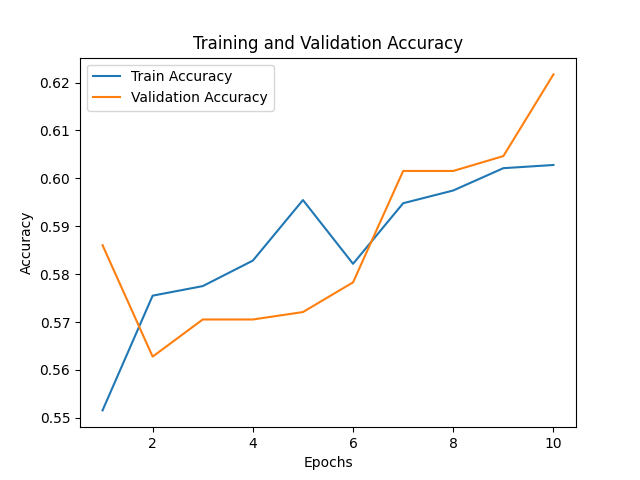 Training and Validation Accuracy
Train Accuracy
Validation Accuracy
Accuracy
0.62
0.61
0.60
0.59
0.58
0.57
0.56
0.55
2 4 6 8 10
Epochs